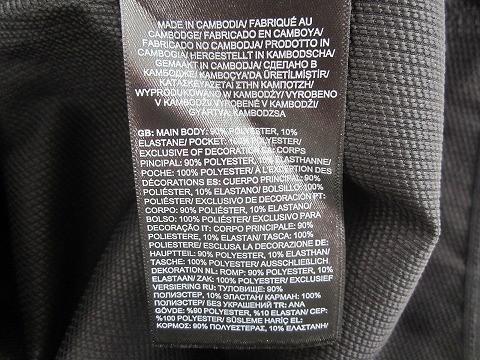 MADE IN CAMBODIA/ FABRIQUÉ AU
CAMBODGE/ FABRICADO EN CAMBOYA/
FABRICADO NO CAMBODJA/ PRODOTTO IN
CAMBOGIA/ HERGESTELLT IN KAMBODSCHA/
GEMAAKT IN CAMBODJA/ СДЕЛАНО В
КАМБОДЖЕ/ KAMBOÇYA'DA ÜRETİLMİŞTİR/
ΚΑΤΑΣΚΕΥΑΖΕΤΑΙ ΣΤΗΝ ΚΑΜΠΟΤΖΗ/
WYPRODUKOWANO W KAMBODŻY/ VYROBENO
V KAMBODŽI/ VYROBENÉ V KAMBODŽI/
GYÁRTVA: KAMBODZSA
GB: MAIN BODY: 90% POLYESTER, 10%
ELASTANE/ POCKET: 100% POLYESTER/
EXCLUSIVE OF DECORATION FR: CORPS
PINCIPAL: 90% POLYESTER, 10% ELASTHANNE/
POCHE: 100% POLYESTER/ À L'EXCEPTION DES
DÉCORATIONS ES: CUERPO PRINCIPAL: 90%
POLIÉSTER, 10% ELASTANO/ BOLSILLO: 100%
POLIÉSTER/ EXCLUSIVO DE DECORACIÓN PT:
CORPO: 90% POLIÉSTER, 10% ELASTANO/
BOLSO: 100% POLIÉSTER/ EXCLUSIVO PARA
DECORAÇÃO IT: CORPO PRINCIPALE: 90%
POLIESTERE, 10% ELASTAN/ TASCA: 100%
POLIESTERE/ ESCLUSA LA DECORAZIONE DE:
HAUPTTEIL: 90% POLYESTER, 10% ELASTHAN/
TASCHE: 100% POLYESTER/ AUSSCHLIEẞLICH.
DEKORATION NL: ROMP: 90% POLYESTER, 10%
ELASTAAN/ ZAK: 100% POLYESTER/ EXCLUSIEF
VERSIERING RU: ТУЛОВИЩЕ: 90%
ПОЛИЭСТЕР, 10% ЭЛАСТАН/ КАРМАН: 100%
ПОЛИЭСТЕР/ БЕЗ УКРАШЕНИЙ TR: ANA
GÖVDE: %90 POLYESTER, %10 ELASTAN/ CEP:
%100 POLYESTER/ SÜSLEME HARİÇ EL:
ΚΟΡΜΟΣ: 90% ΠΟΛΥΕΣΤΕΡΑΣ, 10% ΕΛΑΣΤΑΝΗ/